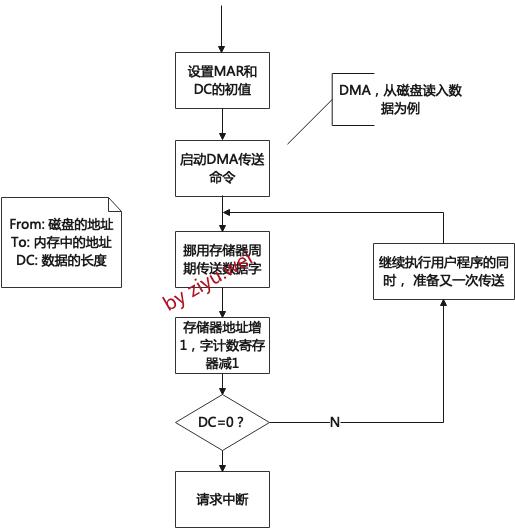 设置MAR和
DC的初值
DMA，从磁盘读入数
据为例
启动DMA传送
命令
From: 磁盘的地址
To: 内存中的地址
DC: 数据的长度
挪用存储器周
期传送数据字
继续执行用户程序的同
时， 准备又一次传送
by ziyu.wei
存储器地址增
1，字计数寄存
器减1
DC=0？
N
请求中断